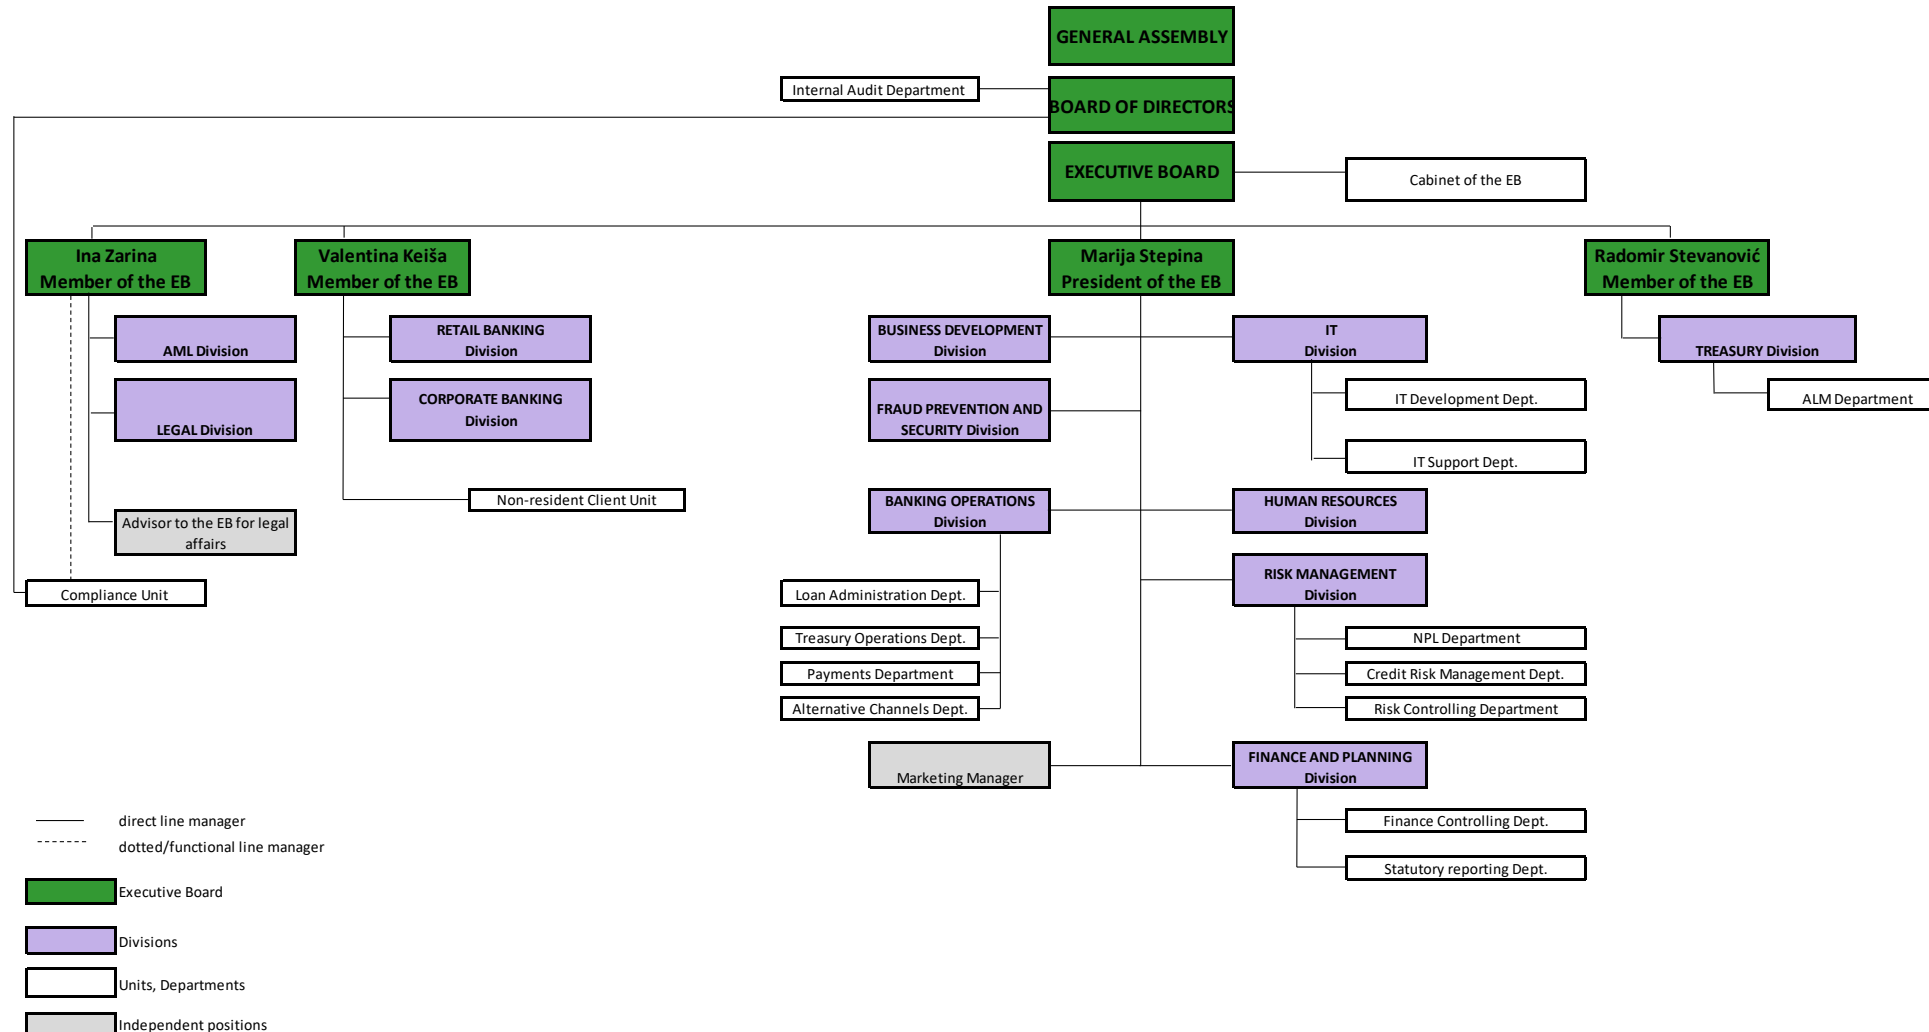 GENERAL ASSEMBLY
Internal Audit Department
BOARD OF DIRECTORS
EXECUTIVE BOARD
Cabinet of the EB
Ina Zarina
Member of the EB
Valentina Keiša
Member of the EB
Marija Stepina
President of the EB
Radomir Stevanović
Member of the EB
AML Division
LEGAL Division
Advisor to the EB for legal
affairs
Compliance Unit
RETAIL BANKING
Division
CORPORATE BANKING
Division
Non-resident Client Unit
BUSINESS DEVELOPMENT
Division
IT
Division
IT Development Dept.
IT Support Dept.
FRAUD PREVENTION AND
SECURITY Division
BANKING OPERATIONS
Division
HUMAN RESOURCES
Division
Loan Administration Dept.
Treasury Operations Dept.
Payments Department
Alternative Channels Dept.
RISK MANAGEMENT
Division
NPL Department
Credit Risk Management Dept.
Risk Controlling Department
Marketing Manager
FINANCE AND PLANNING
Division
Finance Controlling Dept.
Statutory reporting Dept.
TREASURY Division
ALM Department
direct line manager
dotted/functional line manager
Executive Board
Divisions
Units, Departments
Independent positions